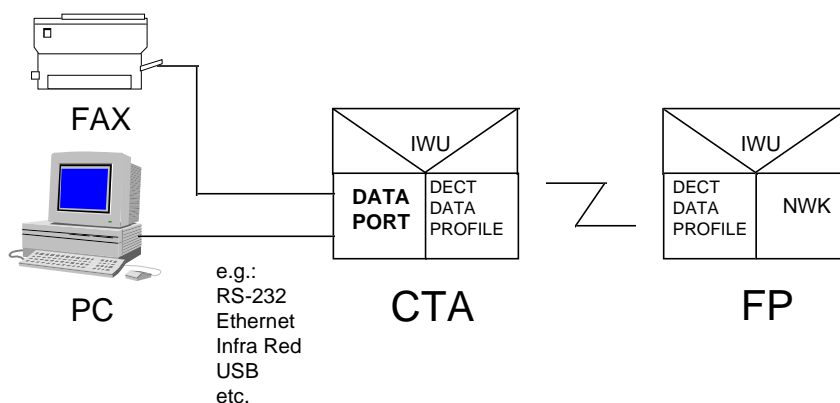 FAX
PC
e.g.:
RS-232
Ethernet
Infra Red
USB
etc.
IWU
DATA
PORT
DECT
DATA
PROFILE
CTA
IWU
DECT
DATA
PROFILE
NWK
FP